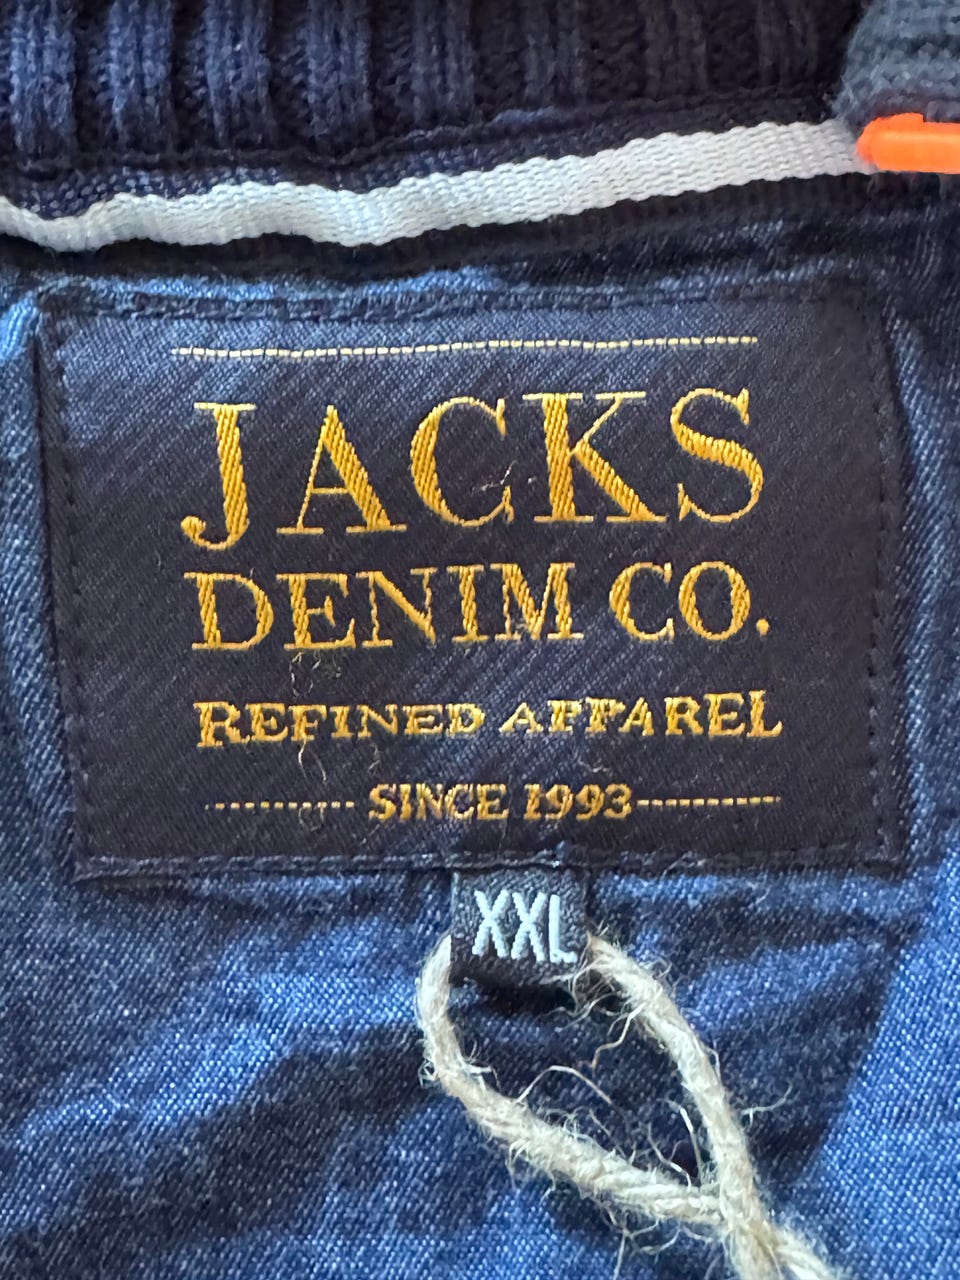 JACKS
DENIM CO.
REFINED APPAREL
SINCE 1993
XXL